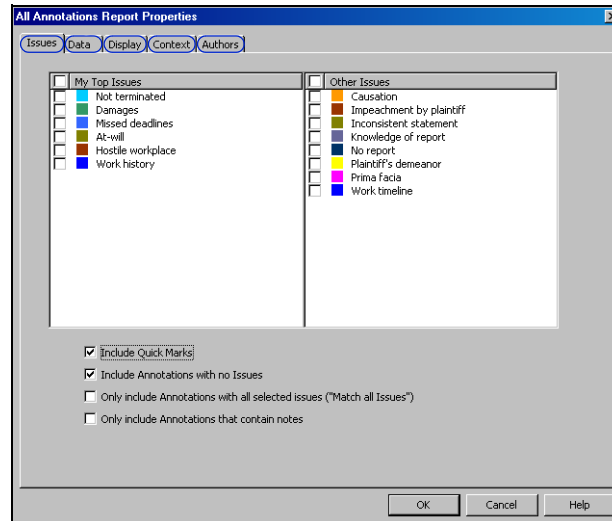 All Annotations Report Properties
Issues Data Display Context Authors
My Top Issues
Not terminated
Damages
Missed deadlines
At-will
Hostile workplace
Work history
Other Issues
Causation
Impeachment by plaintiff
Inconsistent statement
Knowledge of report
No report
Plaintiff's demeanor
Prima facia
Work timeline
Include Quick Marks
Include Annotations with no Issues
Only include Annotations with all selected issues ("Match all Issues")
Only include Annotations that contain notes
OK Cancel Help